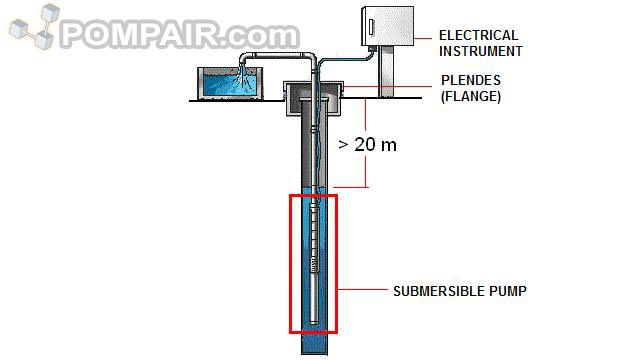 POMPAIR.com
ELECTRICAL
INSTRUMENT
PLENDES
(FLANGE)
> 20 m
SUBMERSIBLE PUMP